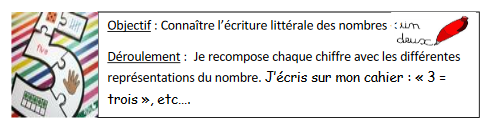 Objectif : Connaître l'écriture littérale des nombres : un
deux
Déroulement : Je recompose chaque chiffre avec les différentes
représentations du nombre. J'écris sur mon cahier : « 3 =
trois », etc….